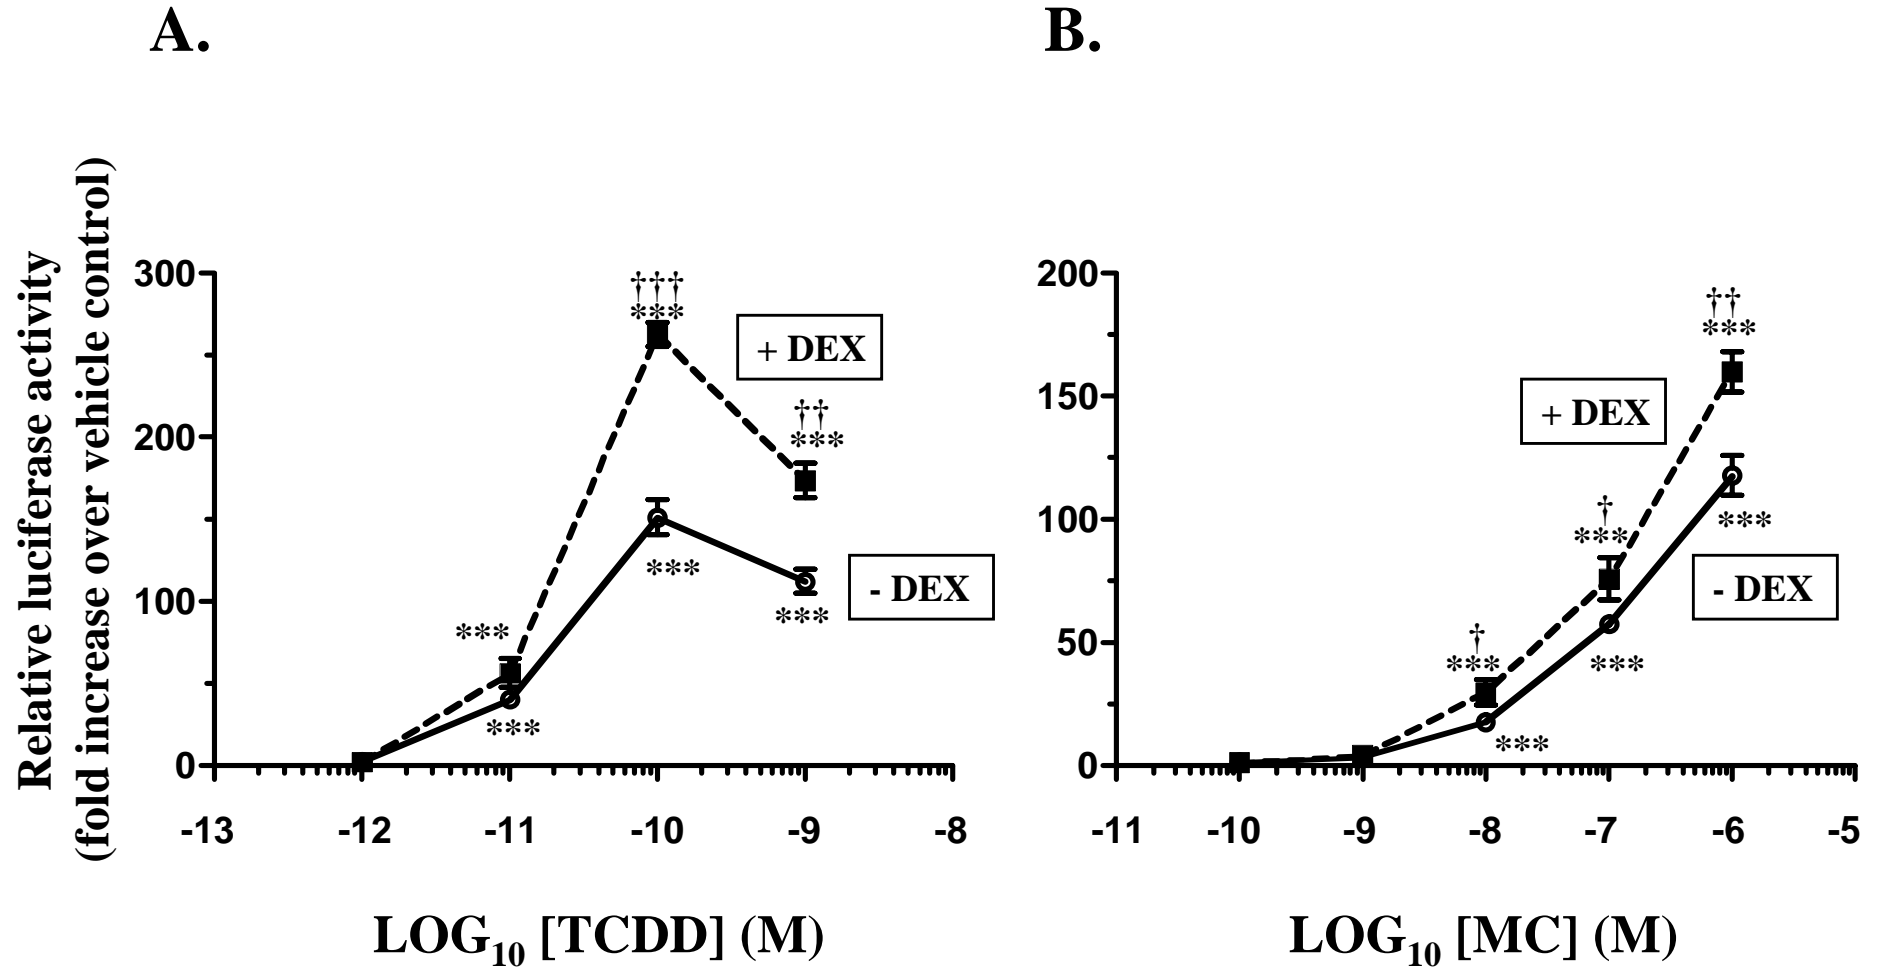 A.
B.
Relative luciferase activity
(fold increase over vehicle control)
300
200
100
0
†††
***
+ DEX
††
***
***
***
***
***
- DEX
-13 -12 -11 -10 -9 -8
LOG10 [TCDD] (M)
200
150
100
50
0
††
***
+ DEX
†
***
***
†
***
***
***
- DEX
-11 -10 -9 -8 -7 -6 -5
LOG10 [MC] (M)